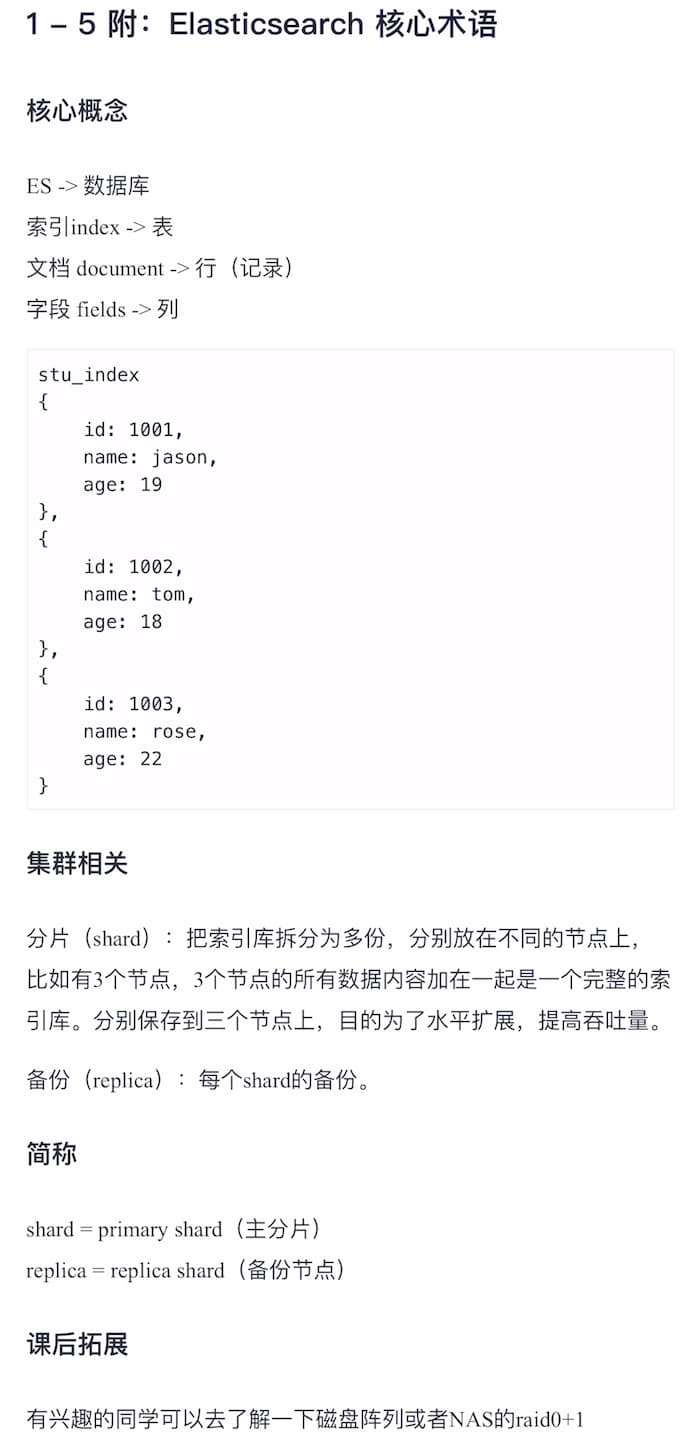 1 – 5 附：Elasticsearch 核心术语
核心概念
ES -> 数据库
索引index -> 表
文档 document -> 行（记录）
字段 fields -> 列
stu_index
{
    id: 1001,
    name: jason,
    age: 19
},
{
    id: 1002,
    name: tom,
    age: 18
},
{
    id: 1003,
    name: rose,
    age: 22
}
集群相关
分片（shard）：把索引库拆分为多份，分别放在不同的节点上，
比如有3个节点，3个节点的所有数据内容加在一起是一个完整的索
引库。分别保存到三个节点上，目的为了水平扩展，提高吞吐量。
备份（replica）：每个shard的备份。
简称
shard = primary shard（主分片）
replica = replica shard（备份节点）
课后拓展
有兴趣的同学可以去了解一下磁盘阵列或者NAS的raid0+1